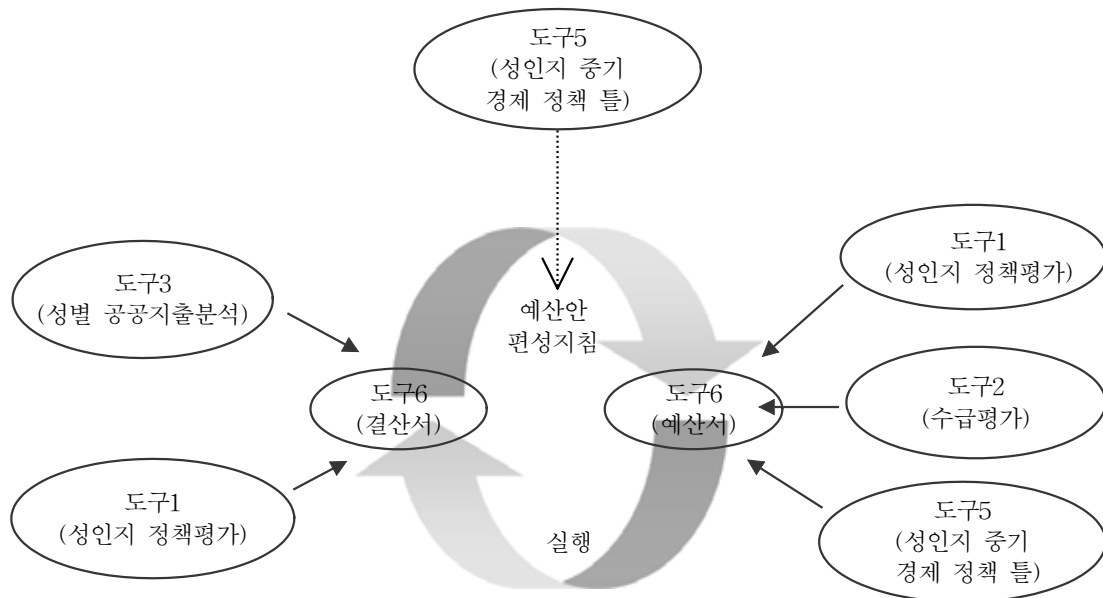 도구5
(성인지 중기
경제 정책 틀)
도구3
(성별 공공지출분석)
예산안
편성지침
도구1
(성인지 정책평가)
도구6
(결산서)
도구6
(예산서)
도구2
(수급평가)
도구1
(성인지 정책평가)
실행
도구5
(성인지 중기
경제 정책 틀)